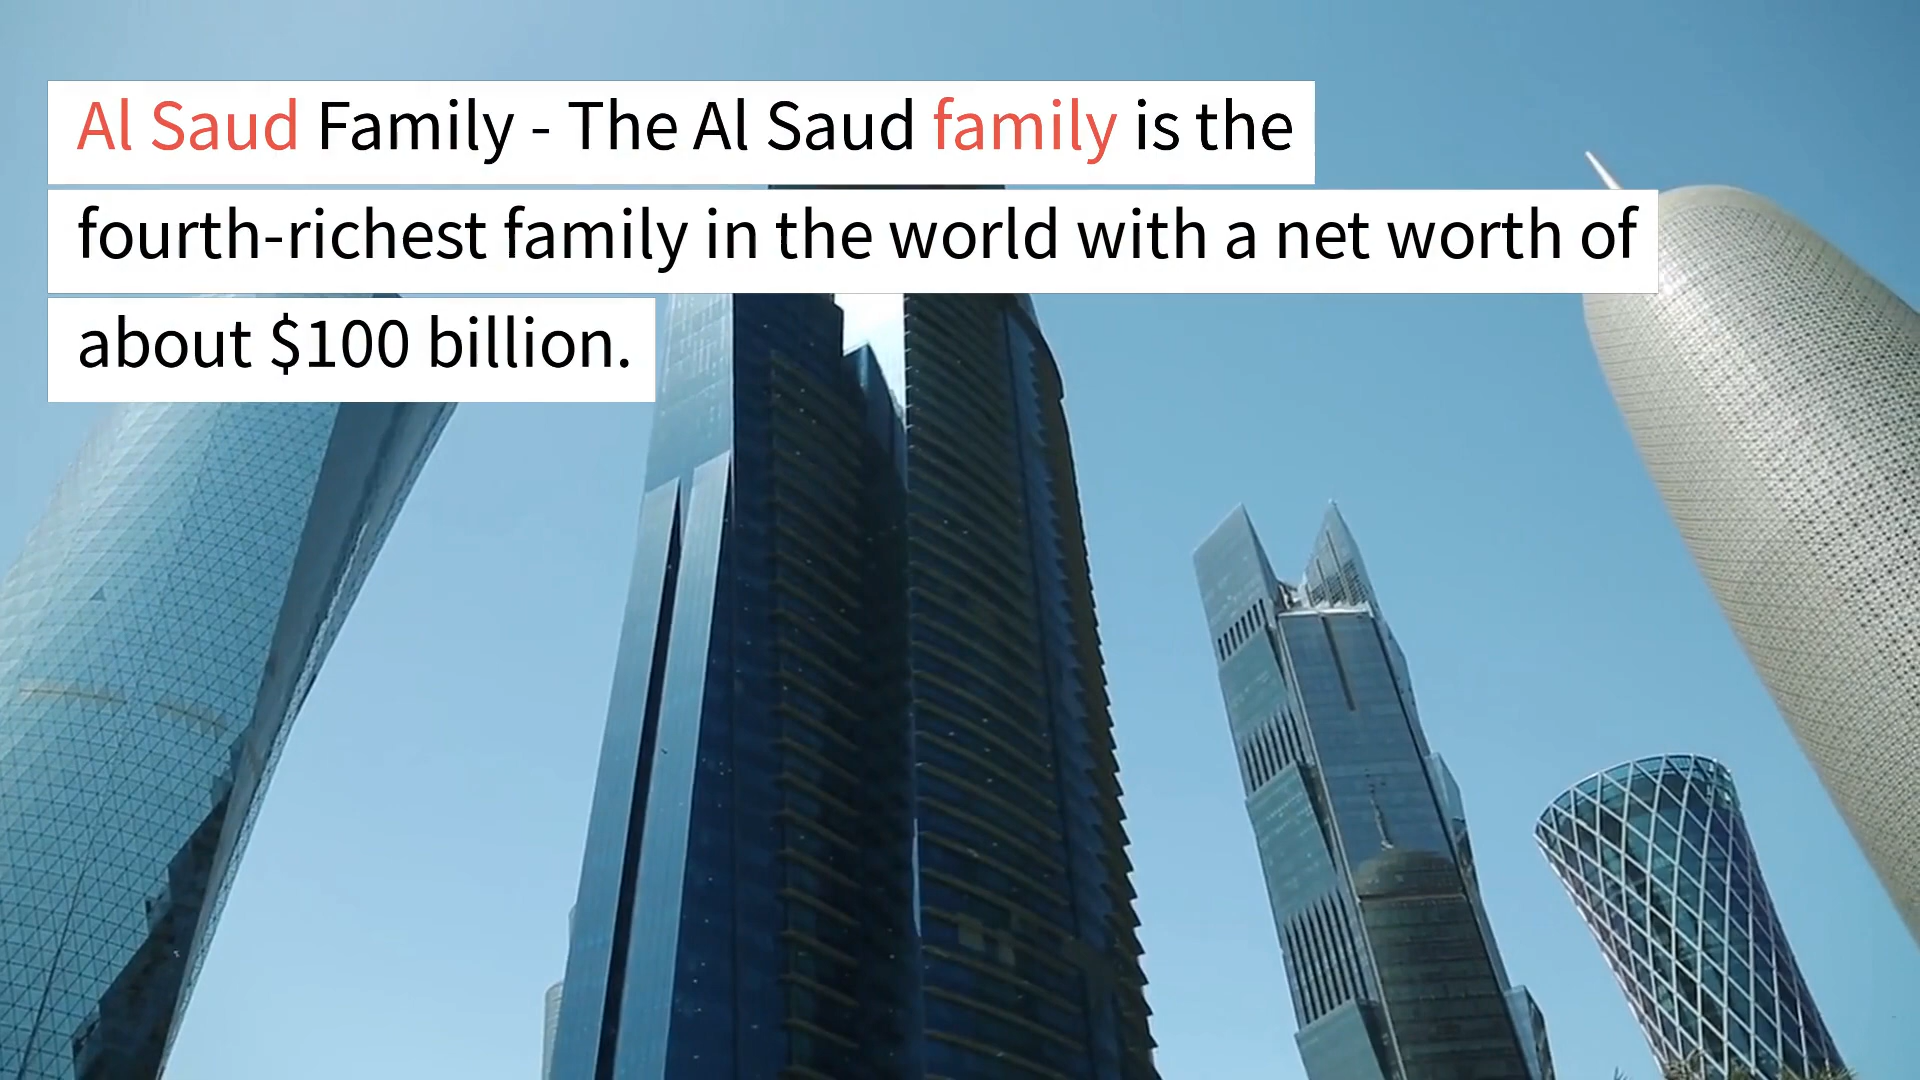 Al Saud Family - The Al Saud family is the
fourth-richest family in the world with a net worth of
about $100 billion.